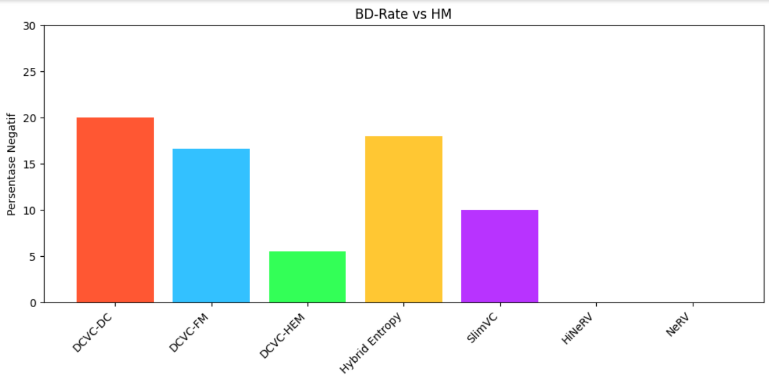 BD-Rate vs HM
Persentase Negatif
30
25
20
15
10
5
0
DCVC-DC
DCVC-FM
DCVC-HEM
Hybrid Entropy
SlimVC
HiNeRV
NeRV